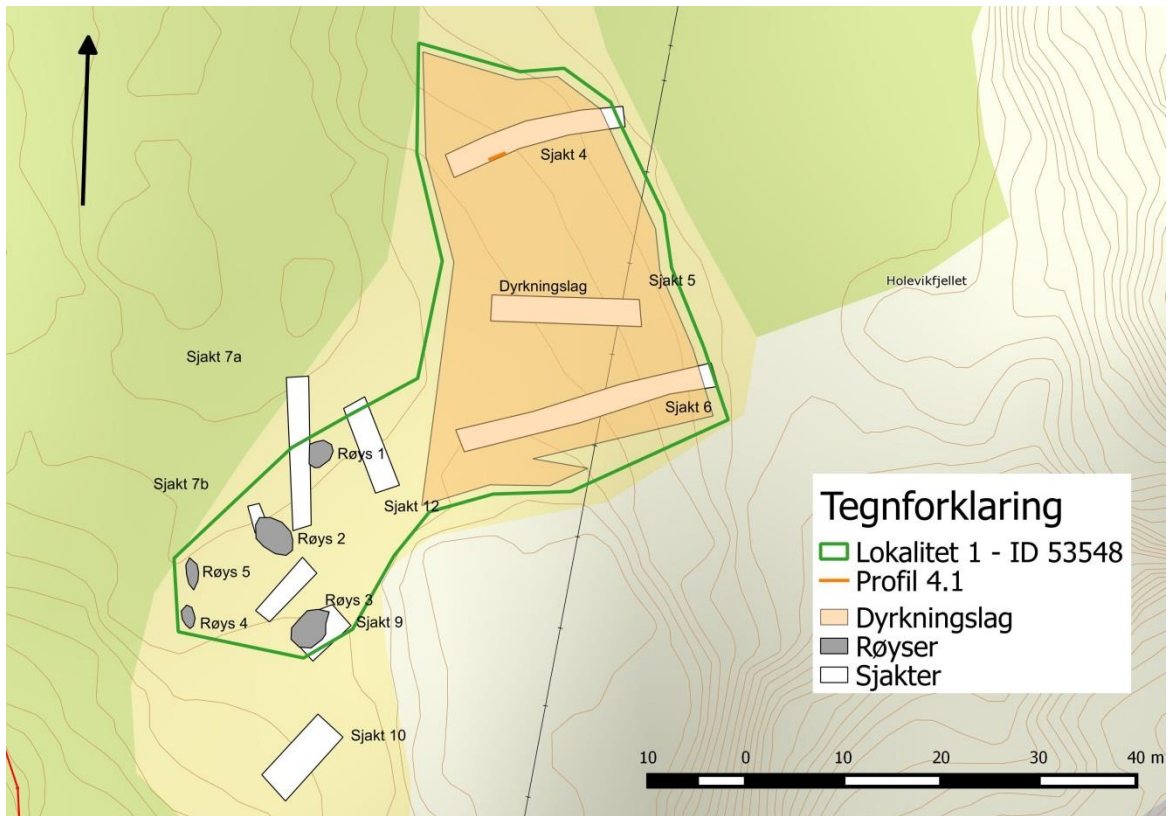 Sjakt 4
Sjakt 5
Holevikfjellet
Dyrkningslag
Sjakt 7a
Sjakt 6
Røys 1
Sjakt 7b
Sjakt 12
Røys 2
Røys 5
Røys 3
Røys 4
Sjakt 9
Sjakt 10
Tegnforklaring
Lokalitet 1 - ID 53548
Profil 4.1
Dyrkningslag
Røyser
Sjakter
10 0 10 20 30 40 m